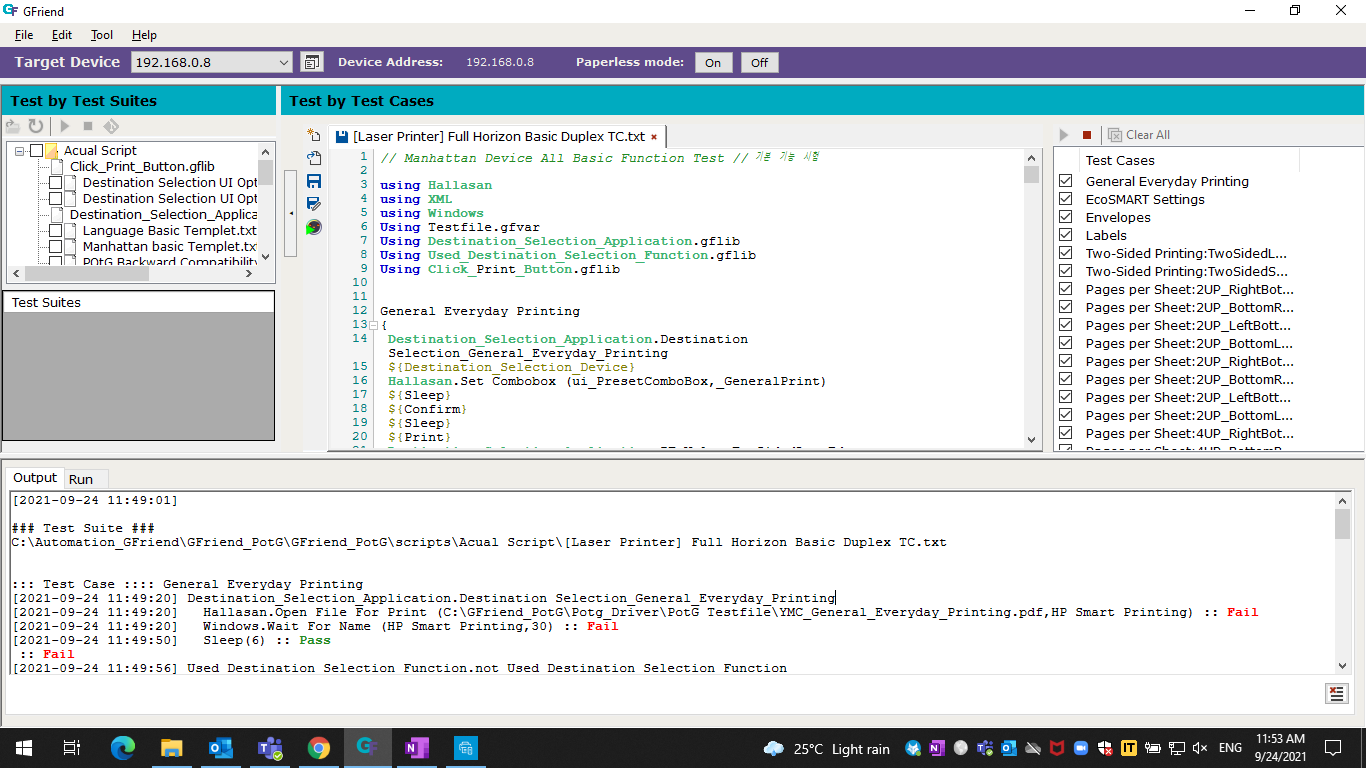 GFriend
File Edit Tool Help
Target Device 192.168.0.8 Device Address: 192.168.0.8 Paperless mode: On Off
Test by Test Suites
Acual Script
Click_Print_Button.gflib
Destination Selection UI Opt
Destination Selection UI Opt
Destination_Selection_Applica
Language Basic Templet.txt
Manhattan basic Templet.txt
POtG Backward Compatibility
Test Suites
Test by Test Cases
[Laser Printer] Full Horizon Basic Duplex TC.txt
1 // Manhattan Device All Basic Function Test // 기본 기능 시험
2
3 using Hallasan
4 using XML
5 using Windows
6 Using Testfile.gfvar
7 Using Destination_Selection_Application.gflib
8 Using Used_Destination_Selection_Function.gflib
9 Using Click_Print_Button.gflib
10
11
12 General Everyday Printing
13 {
14 Destination_Selection_Application.Destination
Selection_General_Everyday_Printing
15 ${Destination_Selection_Device}
16 Hallasan.Set Combobox (ui_PresetComboBox,_GeneralPrint)
17 ${Sleep}
18 ${Confirm}
19 ${Sleep}
20 ${Print}
Clear All
Test Cases
General Everyday Printing
EcoSMART Settings
Envelopes
Labels
Two-Sided Printing:TwoSidedL...
Two-Sided Printing:TwoSidedS...
Pages per Sheet:2UP_RightBot...
Pages per Sheet:2UP_BottomR...
Pages per Sheet:2UP_LeftBott...
Pages per Sheet:2UP_BottomL...
Pages per Sheet:2UP_RightBot...
Pages per Sheet:2UP_BottomR...
Pages per Sheet:2UP_LeftBott...
Pages per Sheet:2UP_BottomL...
Pages per Sheet:4UP_RightBot...
Pages per Sheet:4UP_BottomR...
Output Run
[2021-09-24 11:49:01]
### Test Suite ###
C:\Automation_GFriend\GFriend_PotG\GFriend_PotG\scripts\Acual Script\[Laser Printer] Full Horizon Basic Duplex TC.txt
::: Test Case :::: General Everyday Printing
[2021-09-24 11:49:20] Destination_Selection_Application.Destination Selection_General_Everyday_Printing
[2021-09-24 11:49:20] Hallasan.Open File For Print (C:\GFriend_PotG\Potg_Driver\PotG Testfile\YMC_General_Everyday_Printing.pdf,HP Smart Printing) :: Fail
[2021-09-24 11:49:20] Windows.Wait For Name (HP Smart Printing,30) :: Fail
[2021-09-24 11:49:50] Sleep(6) :: Pass
:: Fail
[2021-09-24 11:49:56] Used Destination Selection Function.not Used Destination Selection Function
25°C Light rain
IT
ENG
11:53 AM
9/24/2021